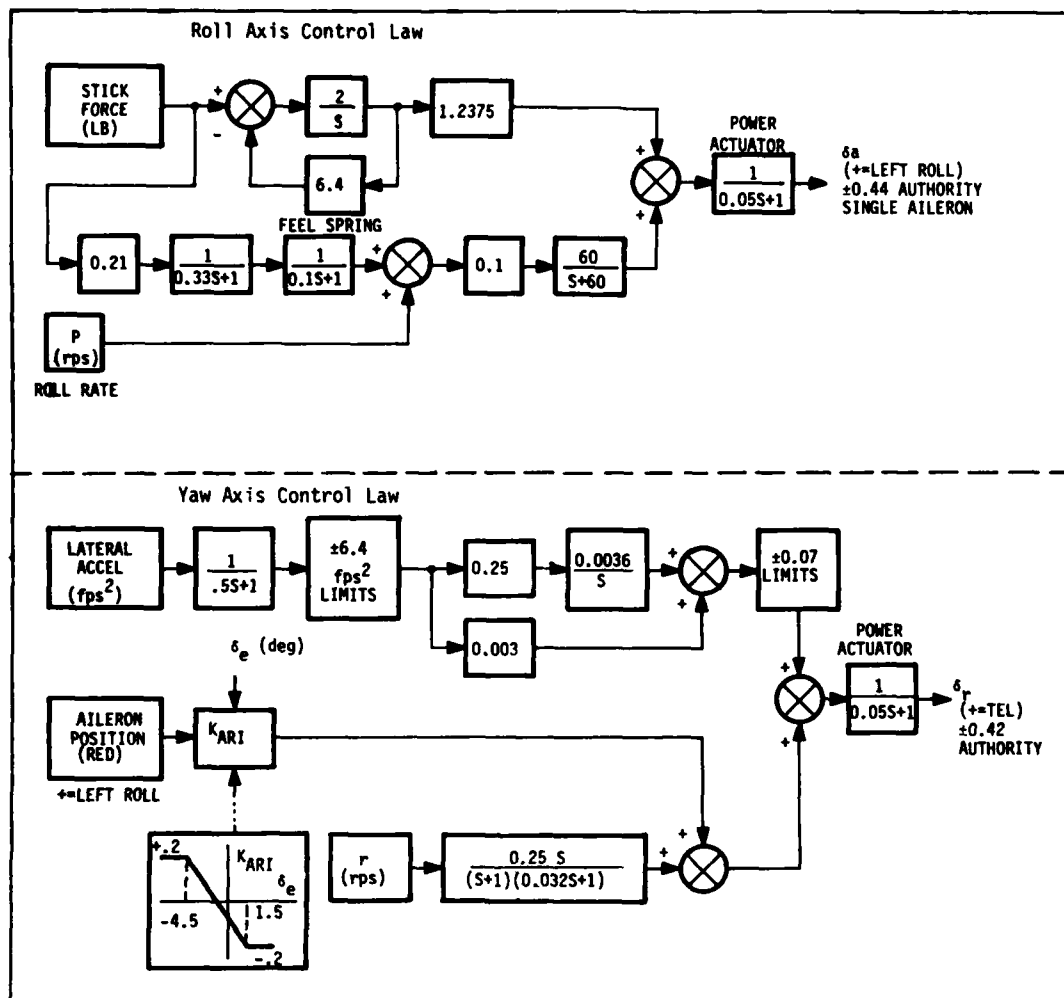 Roll Axis Control Law
STICK
FORCE
(LB)
+
-
2
S
1.2375
6.4
FEEL SPRING
POWER
ACTUATOR
+
+
1
0.05S+1
δa
(+=LEFT ROLL)
±0.44 AUTHORITY
SINGLE AILERON
0.21
1
0.33S+1
1
0.1S+1
+
+
0.1
60
S+60
P
(rps)
ROLL RATE
Yaw Axis Control Law
LATERAL
ACCEL
(fps²)
1
.5S+1
±6.4
fps²
LIMITS
0.25
0.0036
S
+
+
±0.07
LIMITS
0.003
δe (deg)
POWER
ACTUATOR
AILERON
POSITION
(RED)
KARI
+=LEFT ROLL
+
+
1
0.05S+1
δr
(+=TEL)
±0.42
AUTHORITY
+.2
KARI
δe
-4.5
1.5
-.2
r
(rps)
0.25 S
(S+1)(0.032S+1)
+
+